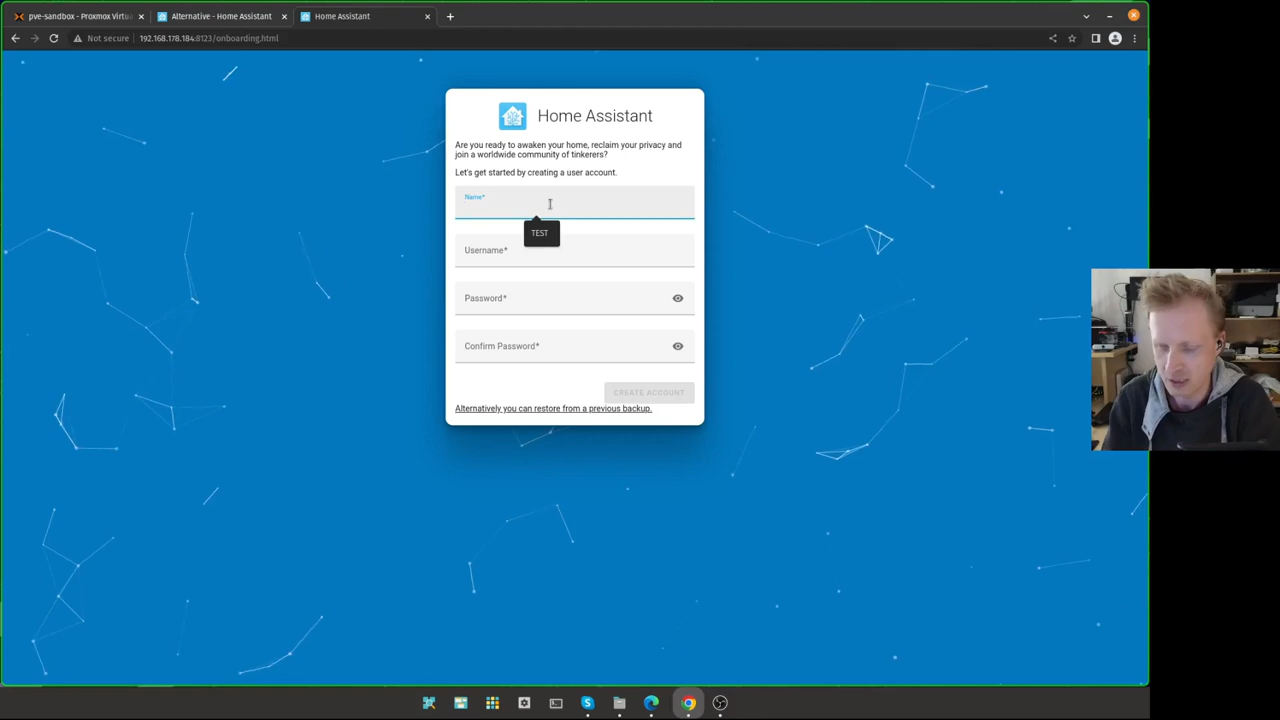 pve-sandbox - Proxmox Virtu
Alternative - Home Assistant
Home Assistant
Not secure
192.168.178.184:8123/onboarding.html
Home Assistant
Are you ready to awaken your home, reclaim your privacy and
join a worldwide community of tinkerers?
Let's get started by creating a user account.
Name*
TEST
Username*
Password*
Confirm Password*
CREATE ACCOUNT
Alternatively you can restore from a previous backup.